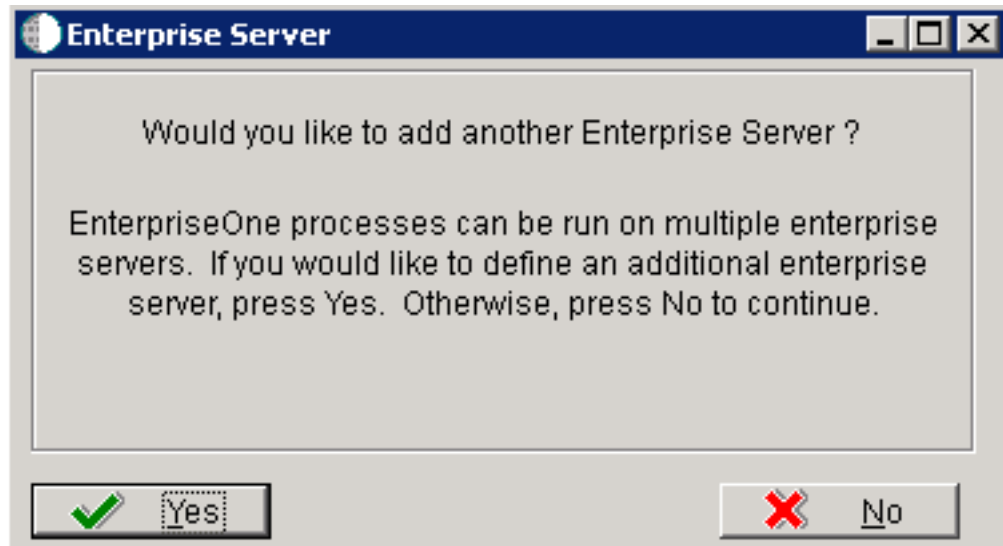 Enterprise Server
Would you like to add another Enterprise Server ?
EnterpriseOne processes can be run on multiple enterprise
servers.  If you would like to define an additional enterprise
server, press Yes.  Otherwise, press No to continue.
Yes
No